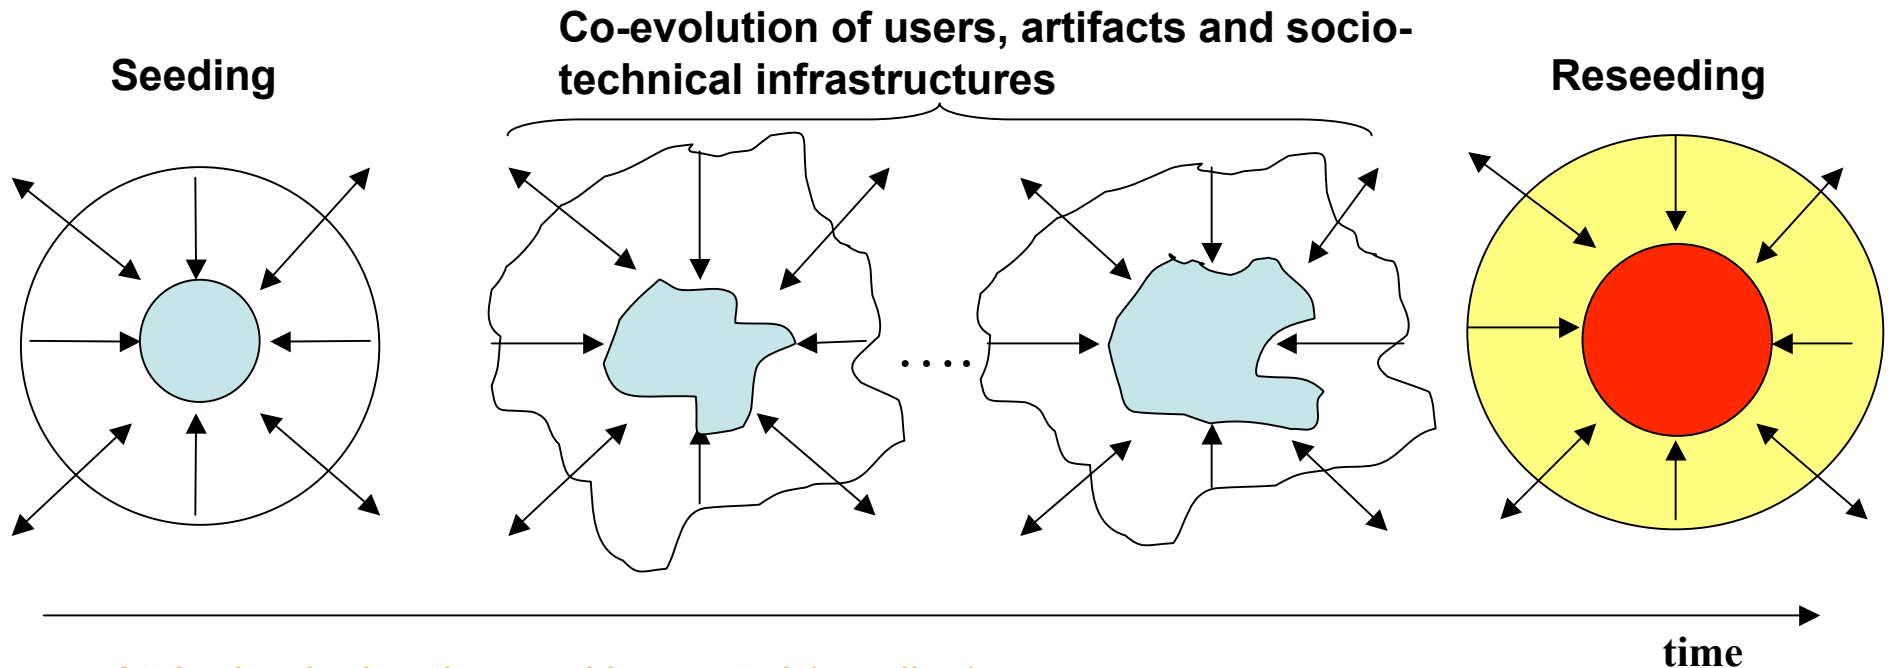 Seeding
Co-evolution of users, artifacts and socio-
technical infrastructures
Reseeding
. . . .
time